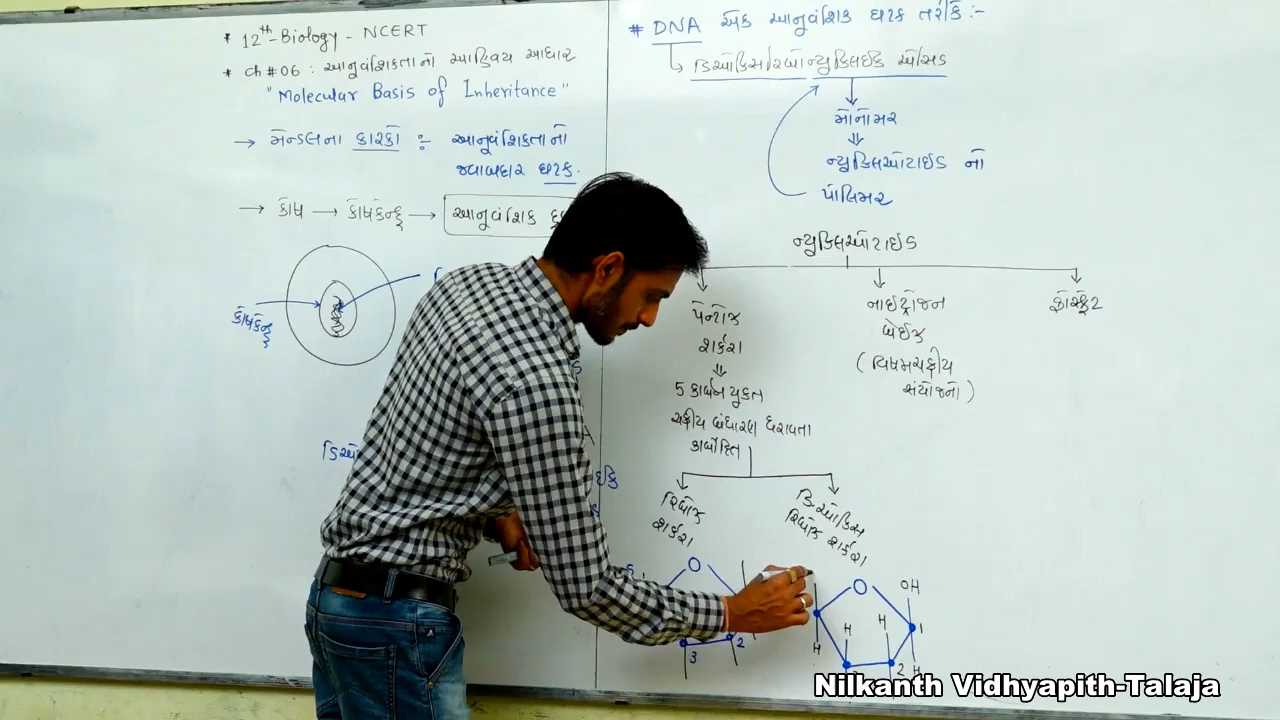 * 12th - Biology - NCERT
* Ch # 06 : આનુવંશિકતાનો આણ્વિય આધાર
"Molecular Basis of Inheritance"
→ મેન્ડલના કારકો :- આનુવંશિકતાનો
જવાબદાર ઘટક.
→ કોષ → કોષકેન્દ્ર → આનુવંશિક
કોષકેન્દ્ર
# DNA એક આનુવંશિક ઘટક તરીકે :-
↳ ડિઓક્સિરિબોન્યુક્લિઈક એસિડ
મોનોમર
ન્યુક્લિઓટાઈડ નો
પોલિમર
ન્યુક્લિઓટાઈડ
પેન્ટોઝ
શર્કરા
નાઈટ્રોજન
બેઈઝ
(વિષમચક્રીય
સંયોજનો)
ફોસ્ફેટ
5 કાર્બન યુક્ત
ચક્રીય બંધારણ ધરાવતા
કાર્બોદિત
રિબોઝ
શર્કરા
ડિઓક્સિ
રિબોઝ શર્કરા
O
2
3
O
OH
H
H
H
1
2
H
Nilkanth Vidhyapith-Talaja